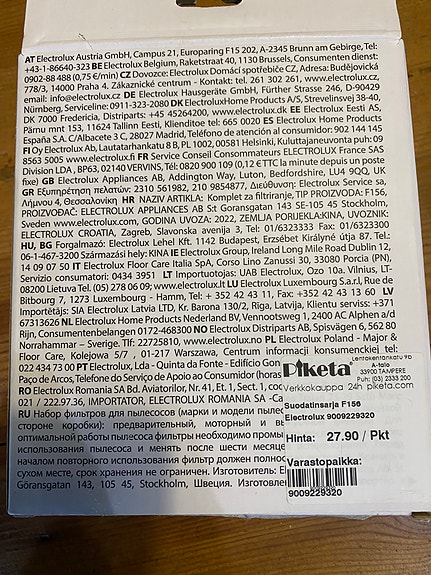 AT Electrolux Austria GmbH, Campus 21, Europaring F15 202, A-2345 Brunn am Gebirge, Tel:
+43-1-86640-323 BE Electrolux Belgium, Raketstraat 40, 1130 Brussels, Consumenten dienst:
0902-88 488 (0,75 €/min) CZ Dovozce: Electrolux Domácí spotřebiče CZ, Adresa: Budějovická
778/3, 14000 Praha 4. Zákaznické centrum - Kontakt: tel. 261 302 261, www.electrolux.cz,
email: info@electrolux.cz DE Electrolux Hausgeräte GmbH, Fürther Strasse 246, D-90429
Nürnberg, Serviceline: 0911-323-2080 DK Electrolux HomeProducts A/S, Strevelinsvej 38-40,
DK 7000 Fredericia, Distriparts: +45 45264200, www.electrolux.dk EE Electrolux Eesti AS,
Pärnu mnt 153, 11624 Tallinn Eesti, Klienditoe tel: 665 0020 ES Electrolux Home Products
España S.A. C/Albacete 3 C, 28027 Madrid, Teléfono de atención al consumidor: 902 144 145
FI Oy Electrolux Ab, Lautatarhankatu 8 B, PL 1002, 00581 Helsinki, Kuluttajaneuvonta puh: 09
8563 5005 www.electrolux.fi FR Service Conseil Consommateurs ELECTROLUX France SAS
Division LDA , BP63, 02140 VERVINS, Tél: 0820 900 109 (0,12 € TTC la minute depuis un poste
fixe) GB Electrolux Appliances AB, Addington Way, Luton, Bedfordshire, LU4 9QQ, UK
GR Εξυπηρέτηση πελατών: 2310 561982, 210 9854877, Διεύθυνση: Electrolux Service sa,
Λήμνου 4, Θεσσαλονίκη HR NAZIV ARTIKLA: Komplet za filtriranje, TIP PROIZVODA: F156,
PROIZVOĐAČ: ELECTROLUX APPLIANCES AB St Göransgatan 143 SE-105 45 Stockholm,
Sweden www.electrolux.com, GODINA UVOZA: 2022, ZEMLJA PORIJEKLA:KINA, UVOZNIK:
ELECTROLUX CROATIA, Zagreb, Slavonska avenija 3, Tel: 01/6323333 Fax: 01/6323300
HU, BG Forgalmazó: Electrolux Lehel Kft. 1142 Budapest, Erzsébet Királyné útja 87, Tel.:
06-1-467-3200 Származási hely: KINA IE Electrolux Group, Ireland Long Mile Road Dublin 12,
14 09 07 50 IT Electrolux Floor Care Italia SpA, Corso Lino Zanussi 30, 33080 Porcia (PN),
Servizio consumatori: 0434 3951 LT Importuotojas: UAB Electrolux, Ozo 10a. Vilnius, LT-
08200 Lietuva Tel. (05) 278 06 09; www.electrolux.lt LU Electrolux Luxembourg S.a.r.l, Rue de
Bitbourg 7, 1273 Luxembourg - Hamm, Tel: + 352 42 43 11, Fax: +352 42 43 13 60 LV
Importētājs: SIA Electrolux Latvia LTD, Kr. Barona 130/2, Rīga, Latvija, Klientu serviss: +371
67313626 NL Electrolux Home Products Nederland BV, Vennootsweg 1, 2400 AC Alphen a/d
Rijn, Consumentenbelangen 0172-468300 NO Electrolux Distriparts AB, Spisvägen 6, 562 80
Norrahammar – Sverige. Tlf: 22725810, www.electrolux.no PL Electrolux Poland - Major &
Floor Care, Kolejowa 5/7 , 01-217 Warszawa, Centrum informacji konsumenckiej tel:
022 434 73 00 PT Electrolux, Lda - Quinta da Fonte - Edificio Gon
Paço de Arcos, Telefone do Serviço de Apoio ao Consumidor (horas
RO Electrolux Romania SA Bd. Aviatorilor, Nr. 41, Et. 1, Sect. 1, co
021 / 222.97.36, IMPORTATOR, ELECTROLUX ROMANIA SA -Ca
RU Набор фильтров для пылесосов (марки и модели пылес
стороне коробки): предварительный, моторный и вы
оптимальной работы пылесоса фильтры необходимо промы
использования пылесоса и менять после шести месяце
началом повторного использования фильтр должен полнос
сухом месте, срок хранения не ограничен. Изготовитель: E
Göransgatan 143, 105 45, Stockholm, Швеция. Изготовле
Piketa
Lentokentänkatu 9b
A-talo
33900 TAMPERE
Puh: (03) 2333 200
Verkkokauppa 24h piketa.com
Suodatinsarja F156
Electrolux 9009229320
Hinta: 27.90 / Pkt
Varastopaikka:
9009229320